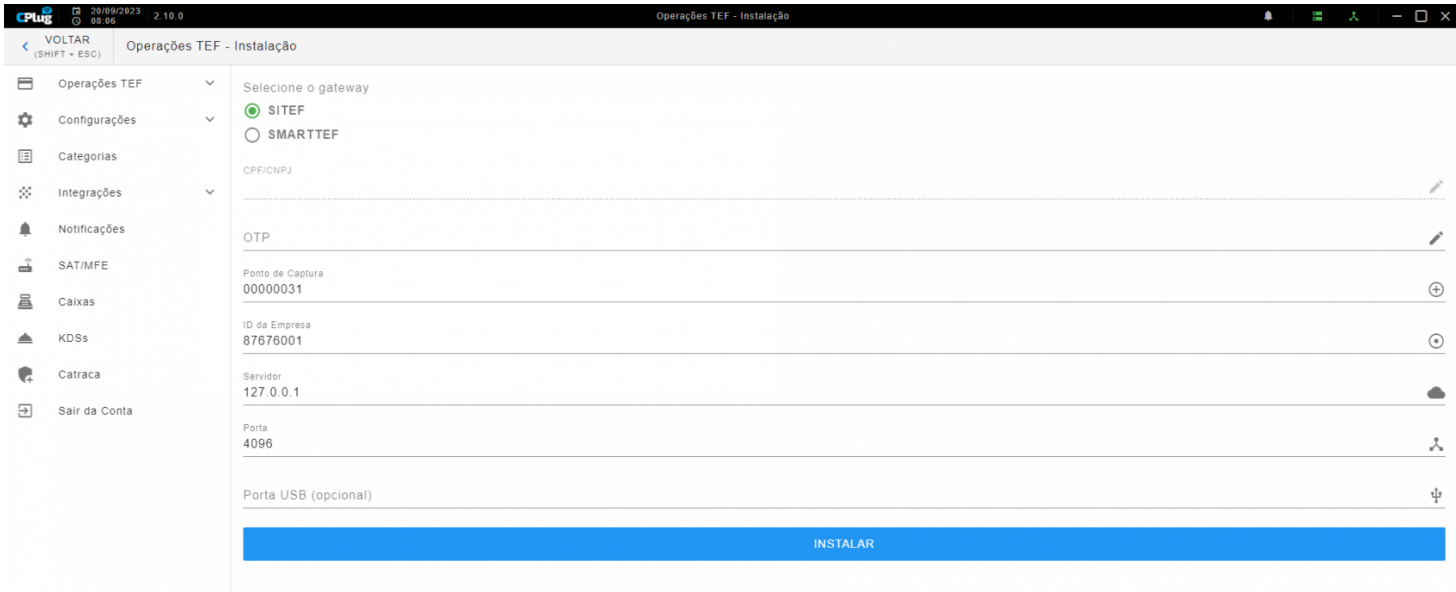 CPlug
20/09/2023
08:06
2.10.0
Operações TEF - Instalação
VOLTAR
(SHIFT + ESC)
Operações TEF - Instalação
Operações TEF
Configurações
Categorias
Integrações
Notificações
SAT/MFE
Caixas
KDSs
Catraca
Sair da Conta
Selecione o gateway
SITEF
SMARTTEF
CPF/CNPJ
OTP
Ponto de Captura
00000031
ID da Empresa
87676001
Servidor
127.0.0.1
Porta
4096
Porta USB (opcional)
INSTALAR